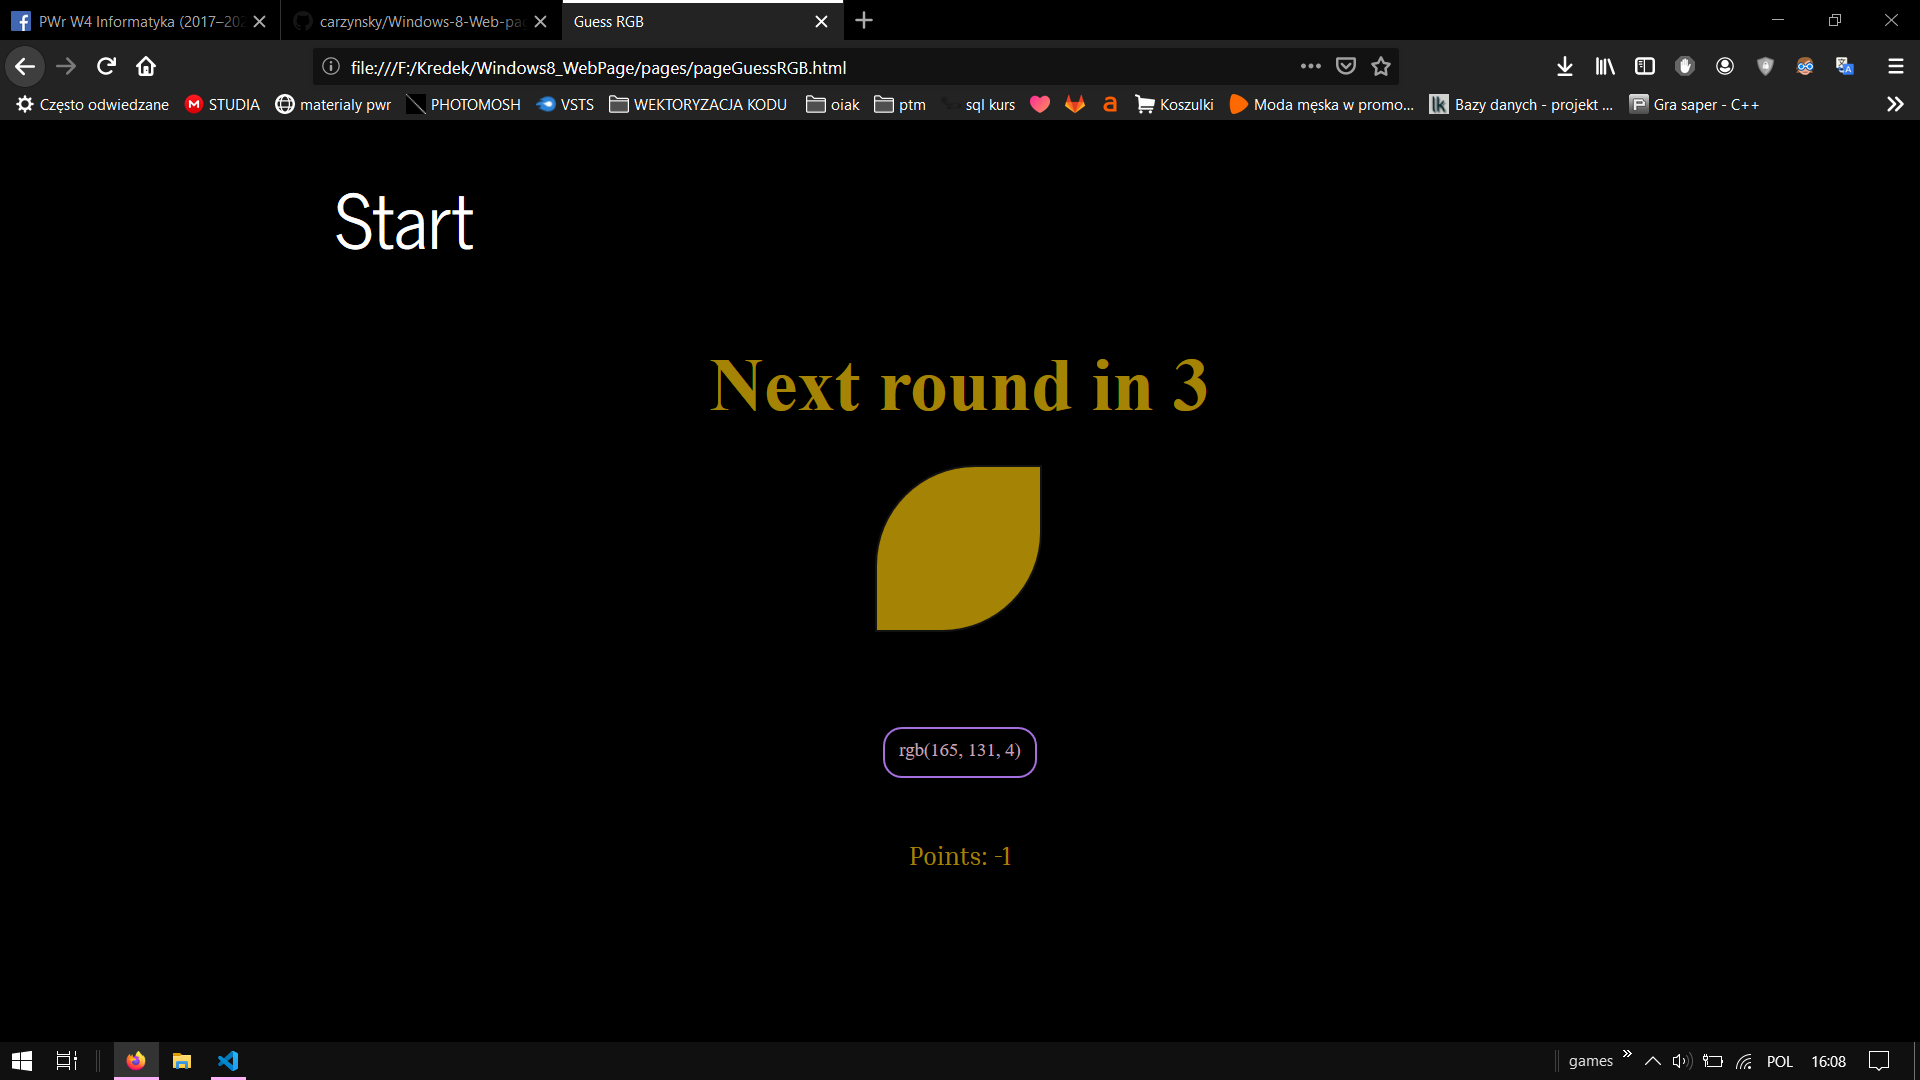 PWr W4 Informatyka (2017–202
carzynsky/Windows-8-Web-pag
Guess RGB
file:///F:/Kredek/Windows8_WebPage/pages/pageGuessRGB.html
Często odwiedzane
STUDIA
materialy pwr
PHOTOMOSH
VSTS
WEKTORYZACJA KODU
oiak
ptm
sql kurs
Koszulki
Moda męska w promo...
Bazy danych - projekt ...
Gra saper - C++
Start
Next round in 3
rgb(165, 131, 4)
Points: -1
games
POL
16:08